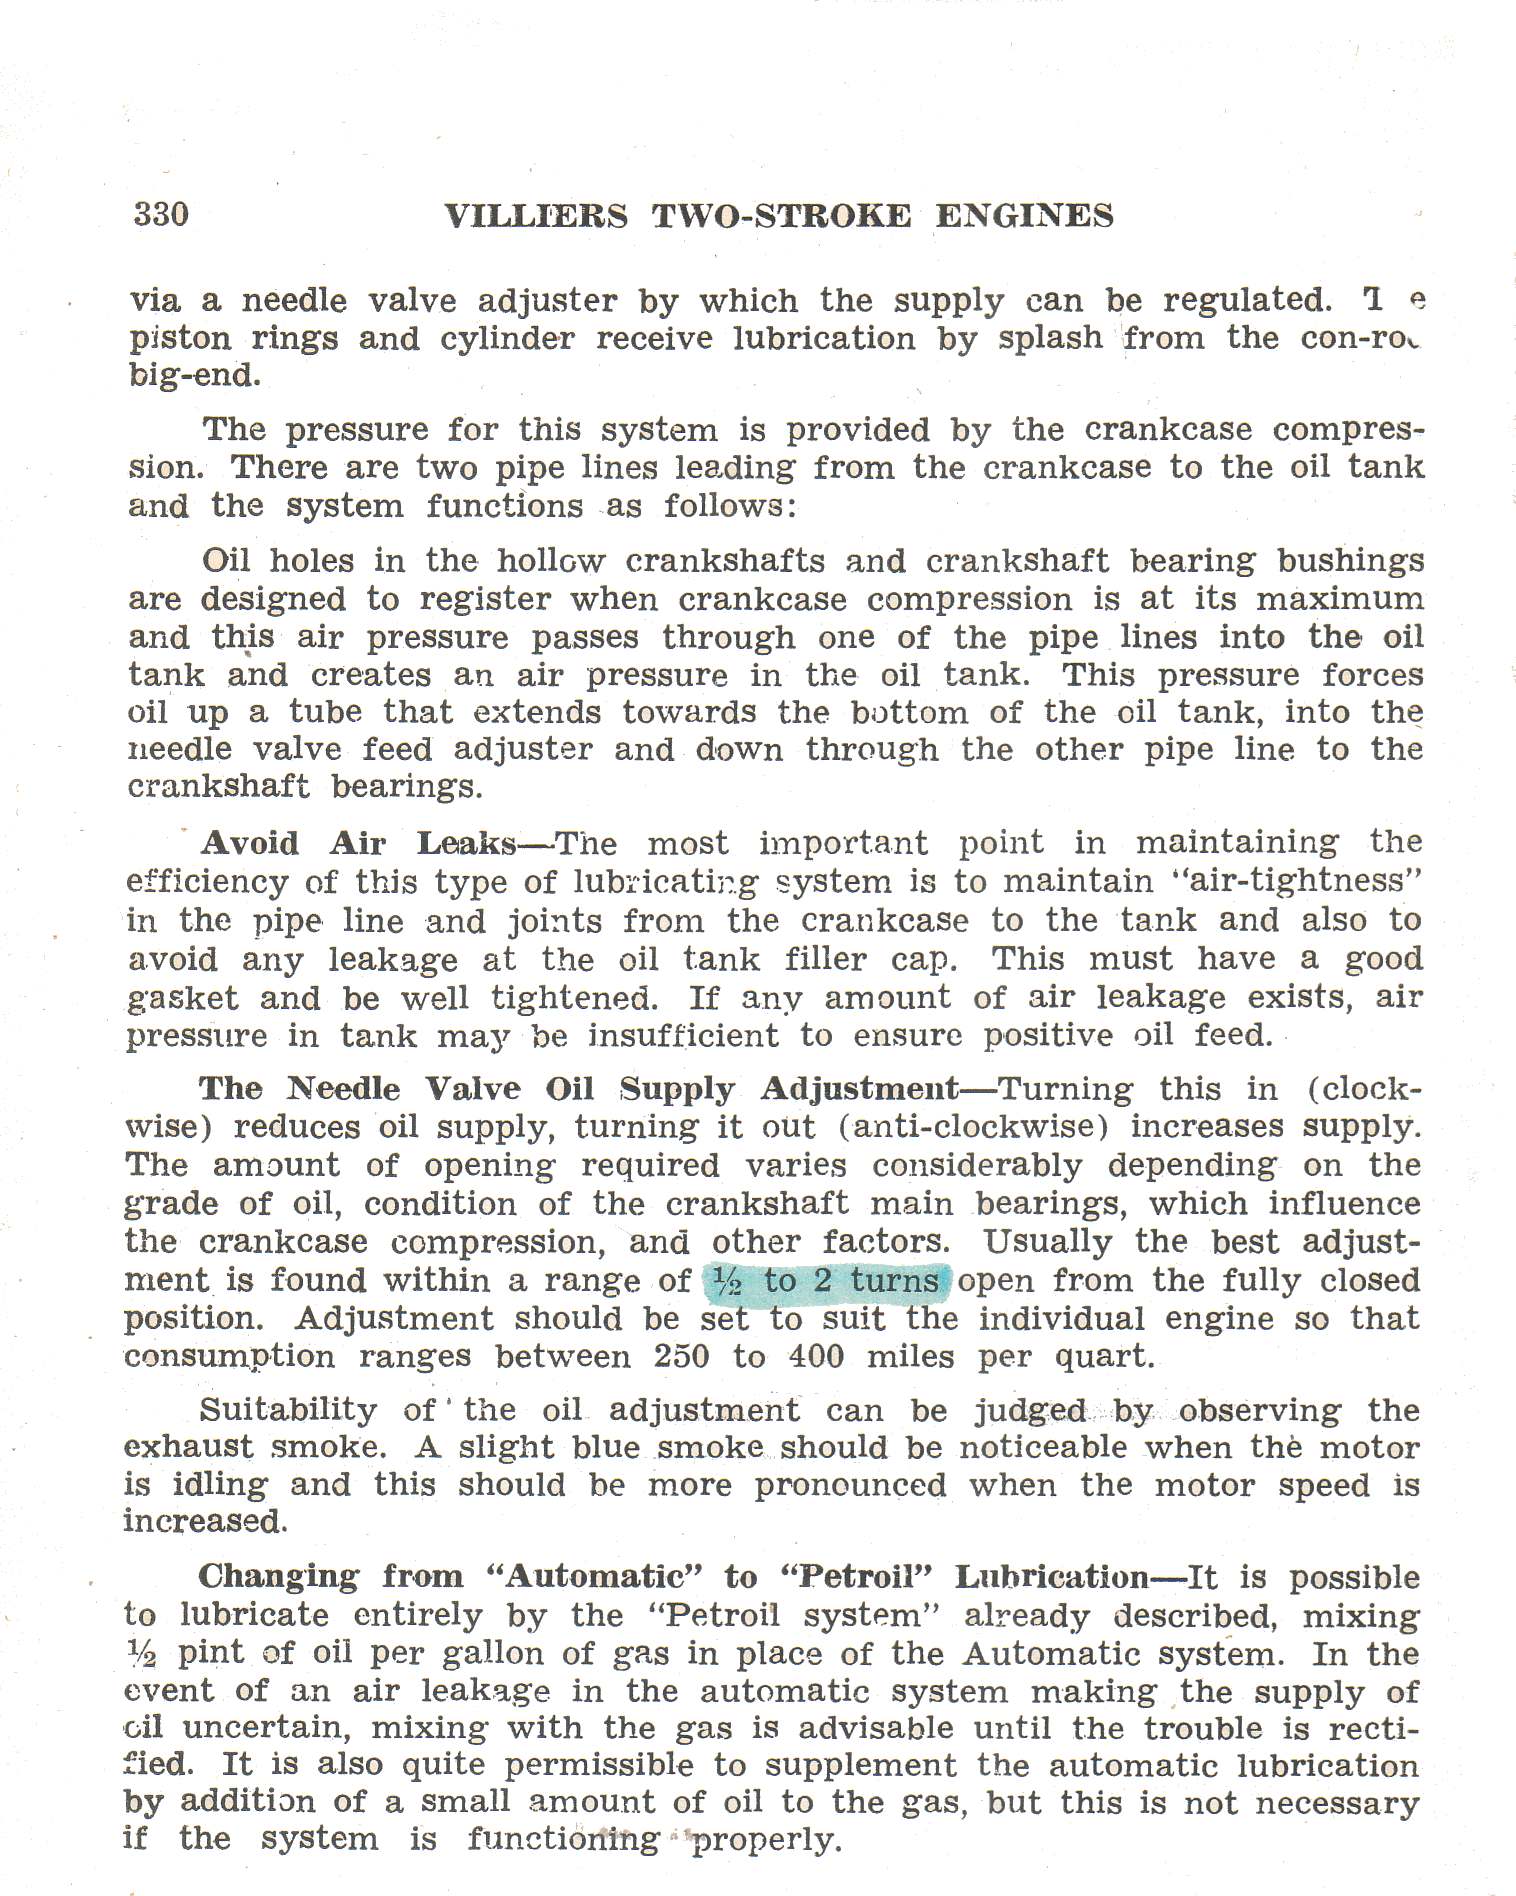 330 VILLIERS TWO-STROKE ENGINES
via a needle valve adjuster by which the supply can be regulated.
piston rings and cylinder receive lubrication by splash from the
big-end.
The pressure for this system is provided by the crankcase compres-
sion. There are two pipe lines leading from the crankcase to the oil tank
and the system functions as follows:
Oil holes in the hollow crankshafts and crankshaft bearing bushings
are designed to register when crankcase compression is at its maximum
and this air pressure passes through one of the pipe lines into the oil
tank and creates an air pressure in the oil tank. This pressure forces
oil up a tube that extends towards the bottom of the oil tank, into the
needle valve feed adjuster and down through the other pipe line to the
crankshaft bearings.
Avoid Air Leaks—The most important point in maintaining the
efficiency of this type of lubricating system is to maintain "air-tightness"
in the pipe line and joints from the crankcase to the tank and also to
avoid any leakage at the oil tank filler cap. This must have a good
gasket and be well tightened. If any amount of air leakage exists, air
pressure in tank may be insufficient to ensure positive oil feed.
The Needle Valve Oil Supply Adjustment—Turning this in (clock-
wise) reduces oil supply, turning it out (anti-clockwise) increases supply.
The amount of opening required varies considerably depending on the
grade of oil, condition of the crankshaft main bearings, which influence
the crankcase compression, and other factors. Usually the best adjust-
ment is found within a range of ½ to 2 turns open from the fully closed
position. Adjustment should be set to suit the individual engine so that
consumption ranges between 250 to 400 miles per quart.
Suitability of the oil adjustment can be judged by observing the
exhaust smoke. A slight blue smoke should be noticeable when the motor
is idling and this should be more pronounced when the motor speed is
increased.
Changing from "Automatic" to "Petroil" Lubrication—It is possible
to lubricate entirely by the "Petroil system" already described, mixing
½ pint of oil per gallon of gas in place of the Automatic system. In the
event of an air leakage in the automatic system making the supply of
oil uncertain, mixing with the gas is advisable until the trouble is recti-
fied. It is also quite permissible to supplement the automatic lubrication
by addition of a small amount of oil to the gas, but this is not necessary
if the system is functioning properly.